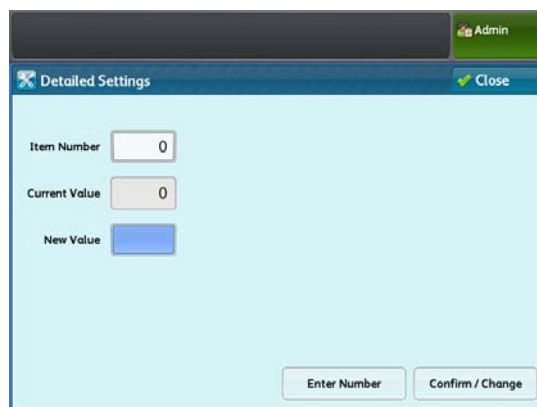 Admin
Detailed Settings
Close
Item Number 0
Current Value 0
New Value
Enter Number Confirm / Change